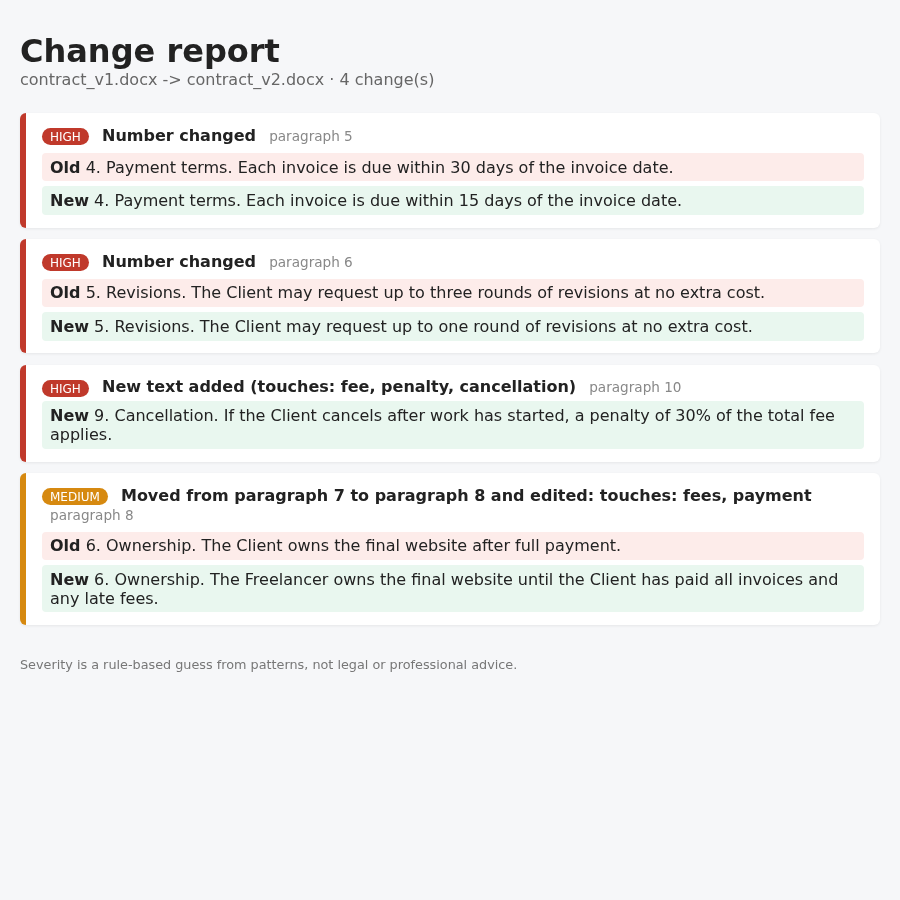 Change report
contract_v1.docx -> contract_v2.docx · 4 change(s)
HIGH Number changed paragraph 5
Old 4. Payment terms. Each invoice is due within 30 days of the invoice date.
New 4. Payment terms. Each invoice is due within 15 days of the invoice date.
HIGH Number changed paragraph 6
Old 5. Revisions. The Client may request up to three rounds of revisions at no extra cost.
New 5. Revisions. The Client may request up to one round of revisions at no extra cost.
HIGH New text added (touches: fee, penalty, cancellation) paragraph 10
New 9. Cancellation. If the Client cancels after work has started, a penalty of 30% of the total fee
applies.
MEDIUM Moved from paragraph 7 to paragraph 8 and edited: touches: fees, payment
paragraph 8
Old 6. Ownership. The Client owns the final website after full payment.
New 6. Ownership. The Freelancer owns the final website until the Client has paid all invoices and
any late fees.
Severity is a rule-based guess from patterns, not legal or professional advice.